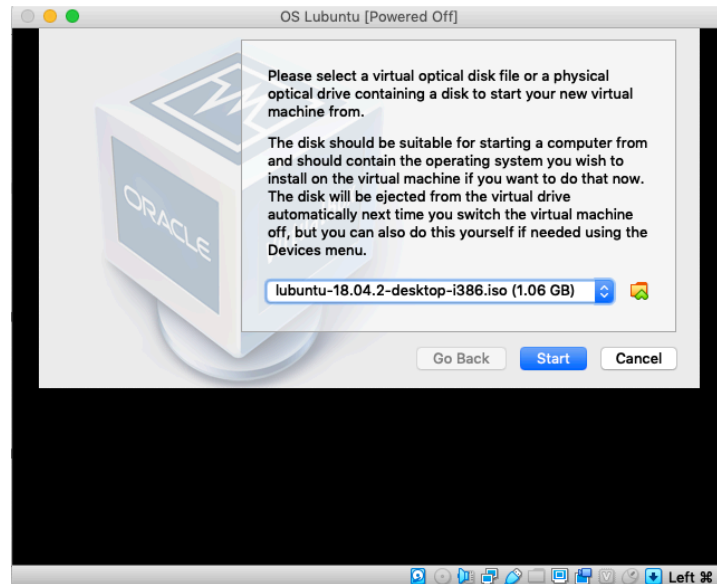 OS Lubuntu [Powered Off]
Please select a virtual optical disk file or a physical
optical drive containing a disk to start your new virtual
machine from.
The disk should be suitable for starting a computer from
and should contain the operating system you wish to
install on the virtual machine if you want to do that now.
The disk will be ejected from the virtual drive
automatically next time you switch the virtual machine
off, but you can also do this yourself if needed using the
Devices menu.
ORACLE
lubuntu-18.04.2-desktop-i386.iso (1.06 GB)
Go Back Start Cancel
Left ⌘